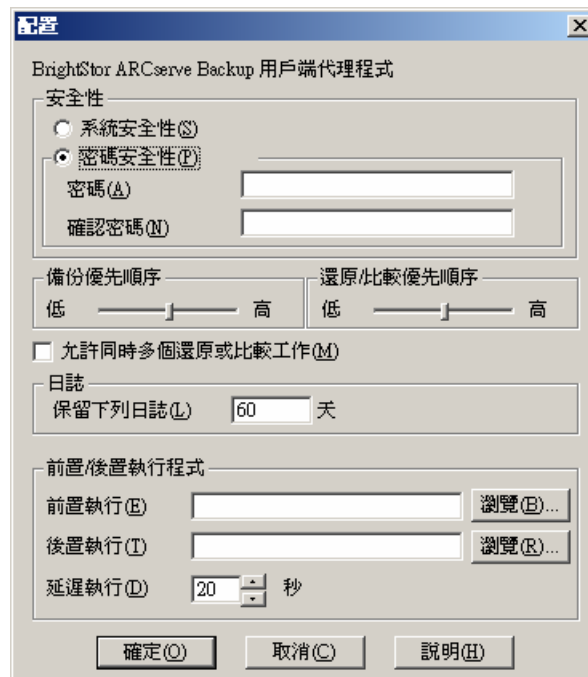 配置
BrightStor ARCserve Backup 用戶端代理程式
安全性
系統安全性(S)
密碼安全性(P)
密碼(A)
確認密碼(N)
備份優先順序
還原/比較優先順序
低 高
低 高
允許同時多個還原或比較工作(M)
日誌
保留下列日誌(L) 60 天
前置/後置執行程式
前置執行(E) 瀏覽(B)...
後置執行(T) 瀏覽(R)...
延遲執行(D) 20 秒
確定(O) 取消(C) 說明(H)